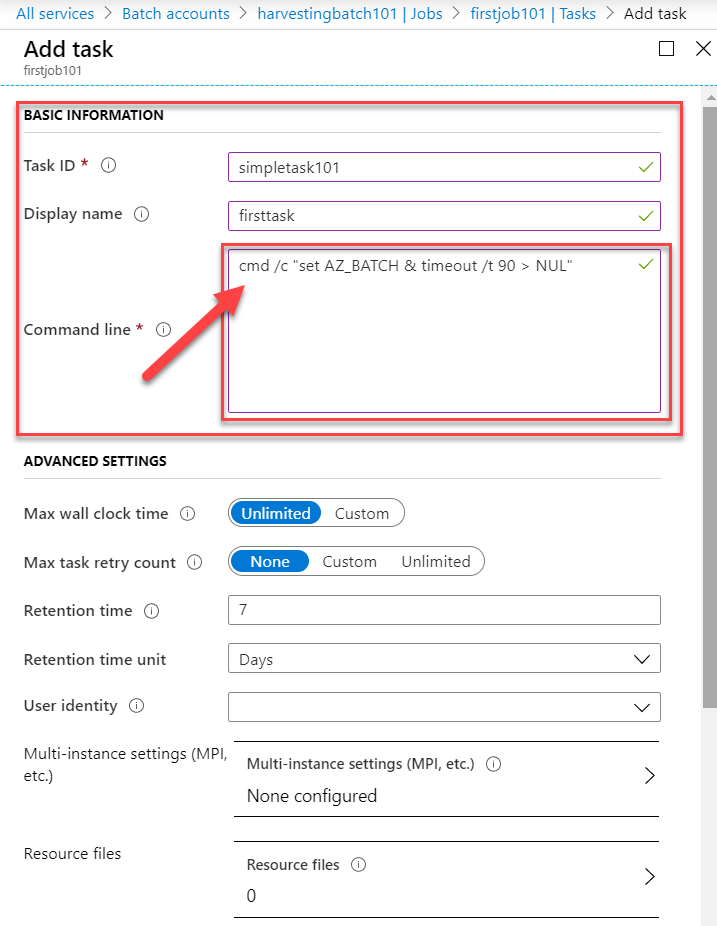 All services > Batch accounts > harvestingbatch101 | Jobs > firstjob101 | Tasks > Add task
Add task
firstjob101
BASIC INFORMATION
Task ID *
simpletask101
Display name
firsttask
Command line *
cmd /c "set AZ_BATCH & timeout /t 90 > NUL"
ADVANCED SETTINGS
Max wall clock time
Unlimited Custom
Max task retry count
None Custom Unlimited
Retention time
7
Retention time unit
Days
User identity
Multi-instance settings (MPI,
etc.)
Multi-instance settings (MPI, etc.)
None configured
Resource files
Resource files
0